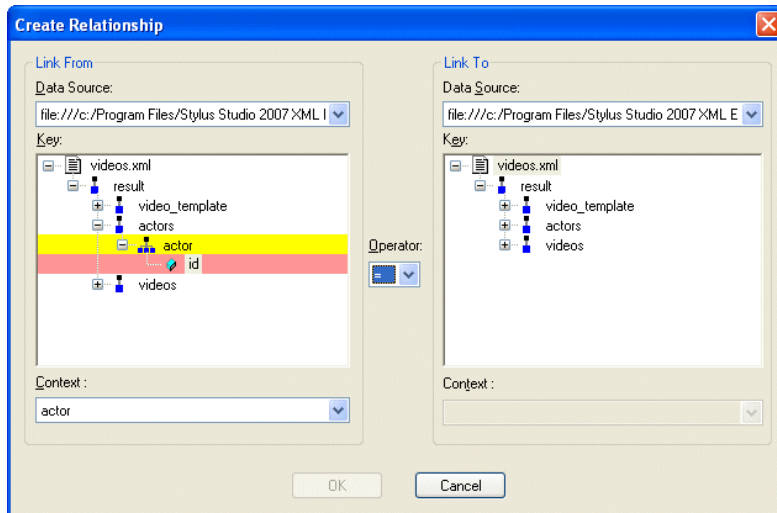 Create Relationship
Link From
Data Source:
file:///c:/Program Files/Stylus Studio 2007 XML I
Key:
videos.xml
result
video_template
actors
actor
id
videos
Context :
actor
Operator:
=
Link To
Data Source:
file:///c:/Program Files/Stylus Studio 2007 XML E
Key:
videos.xml
result
video_template
actors
videos
Context :
OK
Cancel